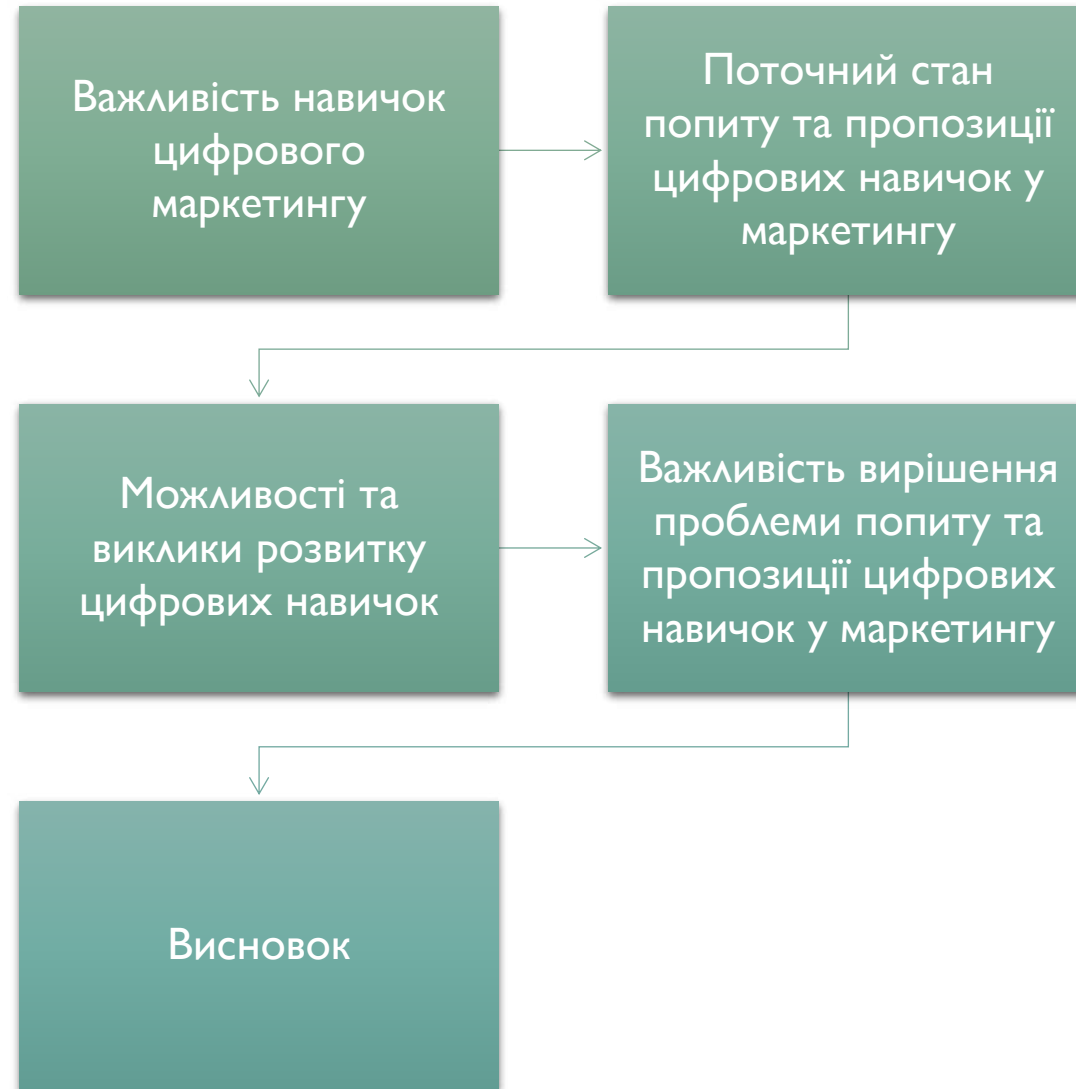 Важливість навичок
цифрового
маркетингу
Поточний стан
попиту та пропозиції
цифрових навичок у
маркетингу
Можливості та
виклики розвитку
цифрових навичок
Важливість вирішення
проблеми попиту та
пропозиції цифрових
навичок у маркетингу
Висновок